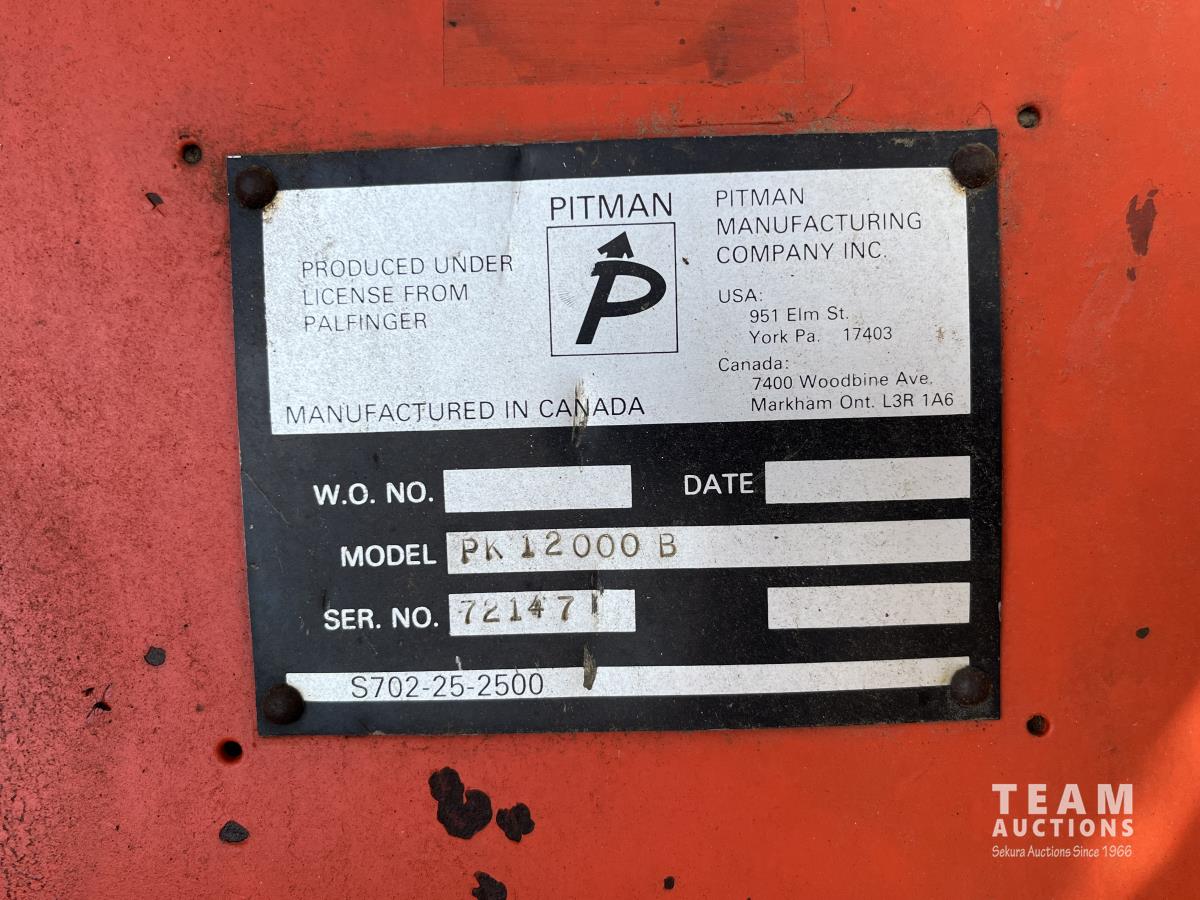 PRODUCED UNDER
LICENSE FROM
PALFINGER
MANUFACTURED IN CANADA
PITMAN
P
PITMAN
MANUFACTURING
COMPANY INC.
USA:
951 Elm St.
York Pa. 17403
Canada:
7400 Woodbine Ave.
Markham Ont. L3R 1A6
W.O. NO.
DATE
MODEL PK 12000 B
SER. NO. 72147
S702-25-2500
TEAM
AUCTIONS
Sekura Auctions Since 1966